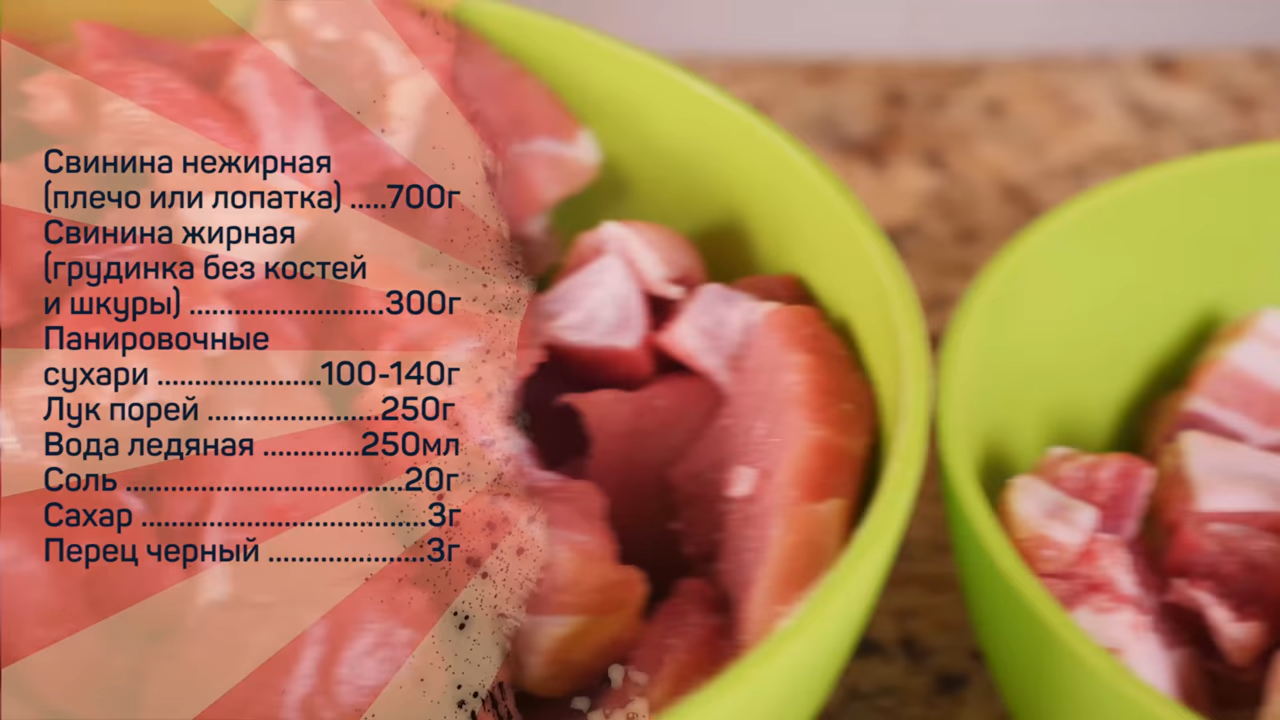 Свинина нежирная
(плечо или лопатка) .....700г
Свинина жирная
(грудинка без костей
и шкуры) ..........................300г
Панировочные
сухари ......................100-140г
Лук порей .......................250г
Вода ледяная .............250мл
Соль .....................................20г
Сахар ......................................3г
Перец черный .....................3г